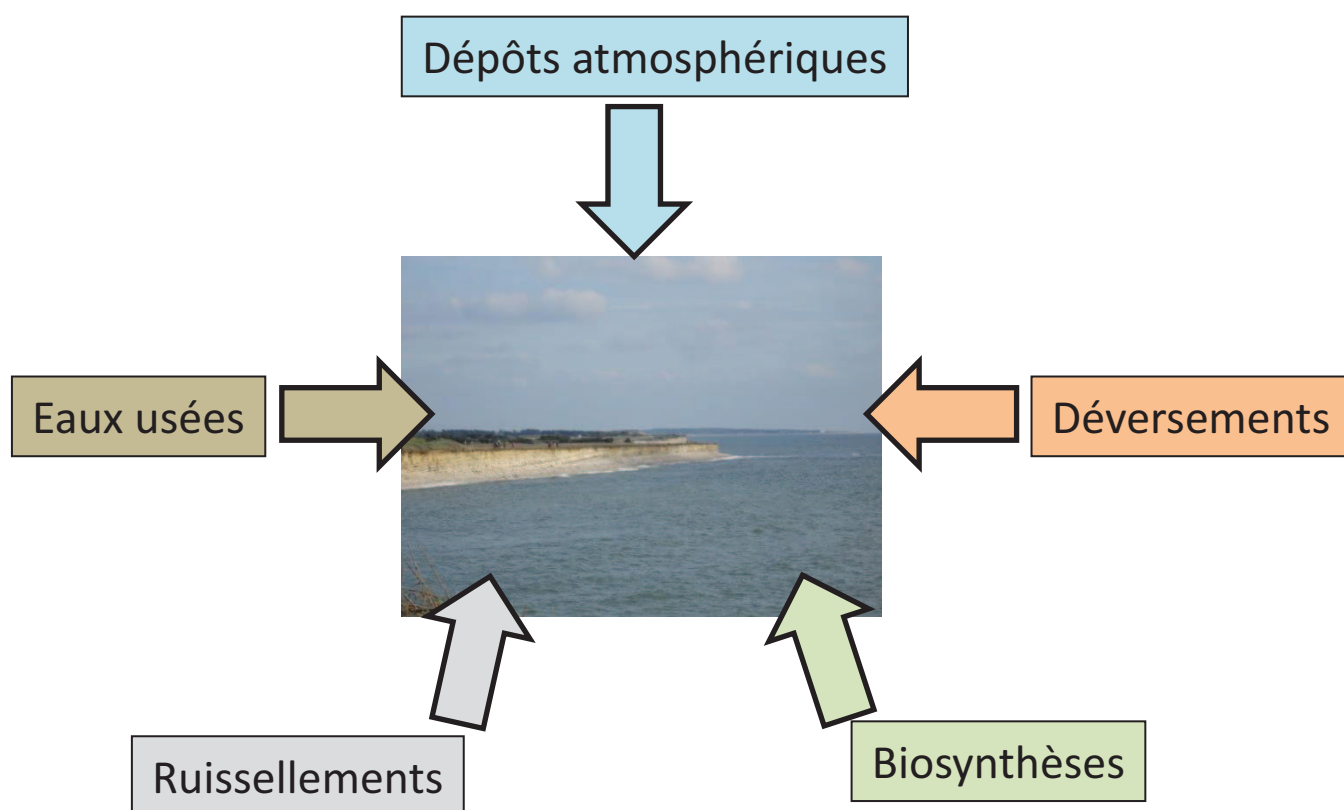 Dépôts atmosphériques
Eaux usées
Déversements
Ruissellements
Biosynthèses